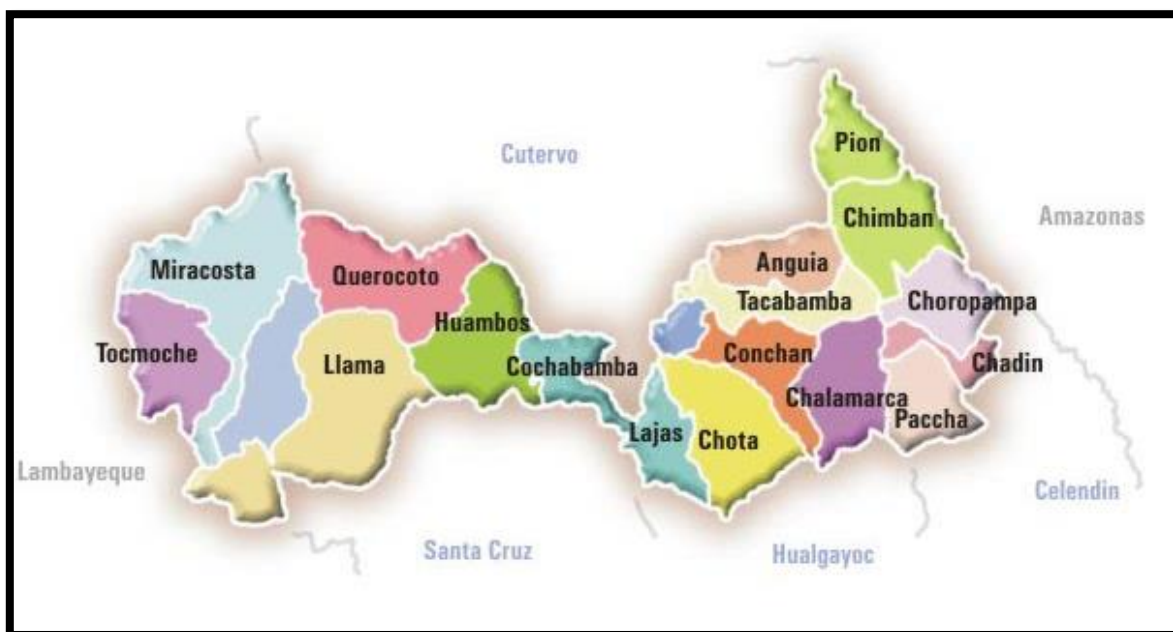 Pion
Cutervo
Chimban
Amazonas
Anguia
Miracosta
Querocoto
Tacabamba
Choropampa
Huambos
Tocmoche
Llama
Cochabamba
Conchan
Chadin
Chalamarca
Paccha
Lajas
Chota
Lambayeque
Celendin
Santa Cruz
Hualgayoc